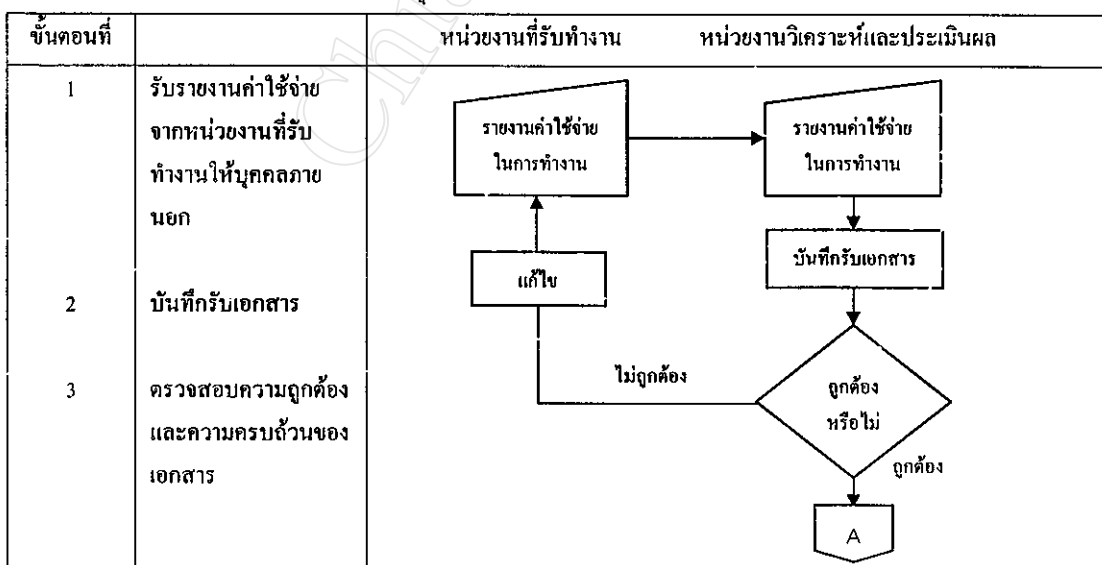 ขั้นตอนที่ หน่วยงานที่รับทำงาน หน่วยงานวิเคราะห์และประเมินผล
1 รับรายงานค่าใช้จ่าย
จากหน่วยงานที่รับ
ทำงานให้บุคคลภาย
นอก
รายงานค่าใช้จ่าย
ในการทำงาน
รายงานค่าใช้จ่าย
ในการทำงาน
บันทึกรับเอกสาร
แก้ไข
2 บันทึกรับเอกสาร
3 ตรวจสอบความถูกต้อง
และความครบถ้วนของ
เอกสาร
ไม่ถูกต้อง
ถูกต้อง
หรือไม่
ถูกต้อง
A